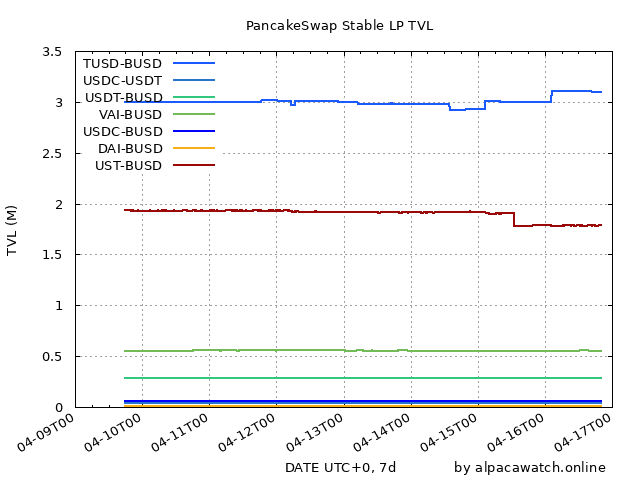 PancakeSwap Stable LP TVL
3.5
3
2.5
2
1.5
1
0.5
0
TVL (M)
TUSD-BUSD
USDC-USDT
USDT-BUSD
VAI-BUSD
USDC-BUSD
DAI-BUSD
UST-BUSD
04-09T00
04-10T00
04-11T00
04-12T00
04-13T00
04-14T00
04-15T00
04-16T00
04-17T00
DATE UTC+0, 7d
by alpacawatch.online